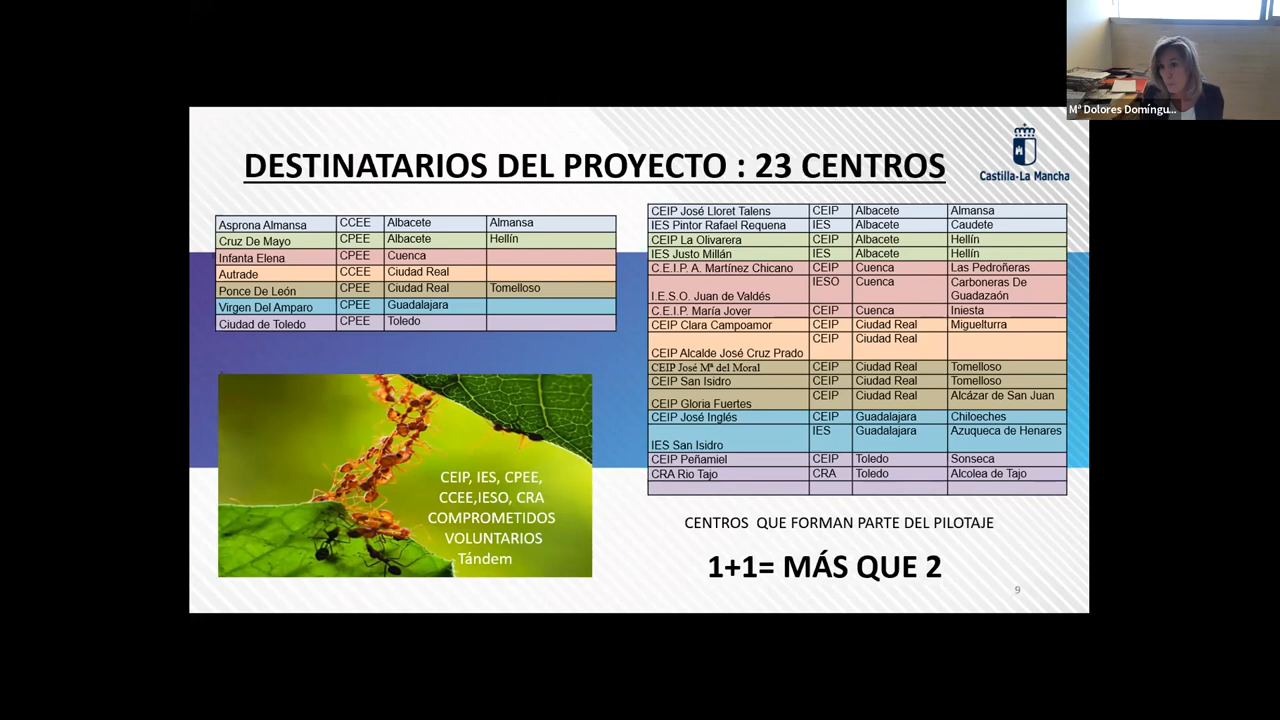 Mª Dolores Domíngu...
DESTINATARIOS DEL PROYECTO : 23 CENTROS
Castilla-La Mancha
Asprona Almansa CCEE Albacete Almansa
Cruz De Mayo CPEE Albacete Hellín
Infanta Elena CPEE Cuenca
Autrade CCEE Ciudad Real
Ponce De León CPEE Ciudad Real Tomelloso
Virgen Del Amparo CPEE Guadalajara
Ciudad de Toledo CPEE Toledo
CEIP José Lloret Talens CEIP Albacete Almansa
IES Pintor Rafael Requena IES Albacete Caudete
CEIP La Olivarera CEIP Albacete Hellín
IES Justo Millán IES Albacete Hellín
C.E.I.P. A. Martínez Chicano CEIP Cuenca Las Pedroñeras
I.E.S.O. Juan de Valdés IESO Cuenca Carboneras De
Guadazaón
C.E.I.P. María Jover CEIP Cuenca Iniesta
CEIP Clara Campoamor CEIP Ciudad Real Miguelturra
CEIP Alcalde José Cruz Prado CEIP Ciudad Real
CEIP José Mª del Moral CEIP Ciudad Real Tomelloso
CEIP San Isidro CEIP Ciudad Real Tomelloso
CEIP Gloria Fuertes CEIP Ciudad Real Alcázar de San Juan
CEIP José Inglés CEIP Guadalajara Chiloeches
IES San Isidro IES Guadalajara Azuqueca de Henares
CEIP Peñamiel CEIP Toledo Sonseca
CRA Rio Tajo CRA Toledo Alcolea de Tajo
CEIP, IES, CPEE,
CCEE,IESO, CRA
COMPROMETIDOS
VOLUNTARIOS
Tándem
CENTROS QUE FORMAN PARTE DEL PILOTAJE
1+1= MÁS QUE 2
9